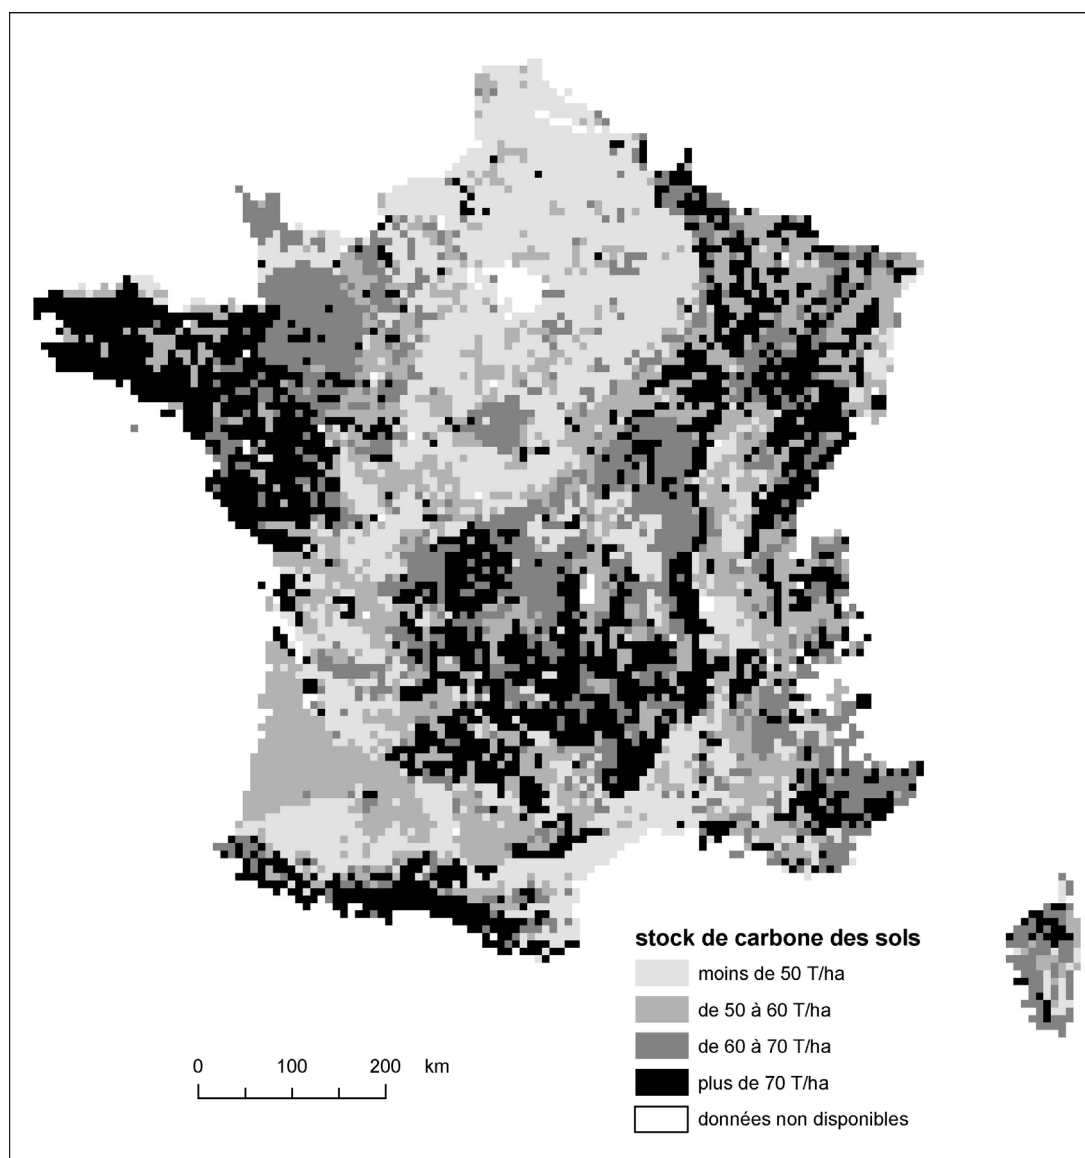 stock de carbone des sols
moins de 50 T/ha
de 50 à 60 T/ha
de 60 à 70 T/ha
plus de 70 T/ha
données non disponibles
0 100 200 km